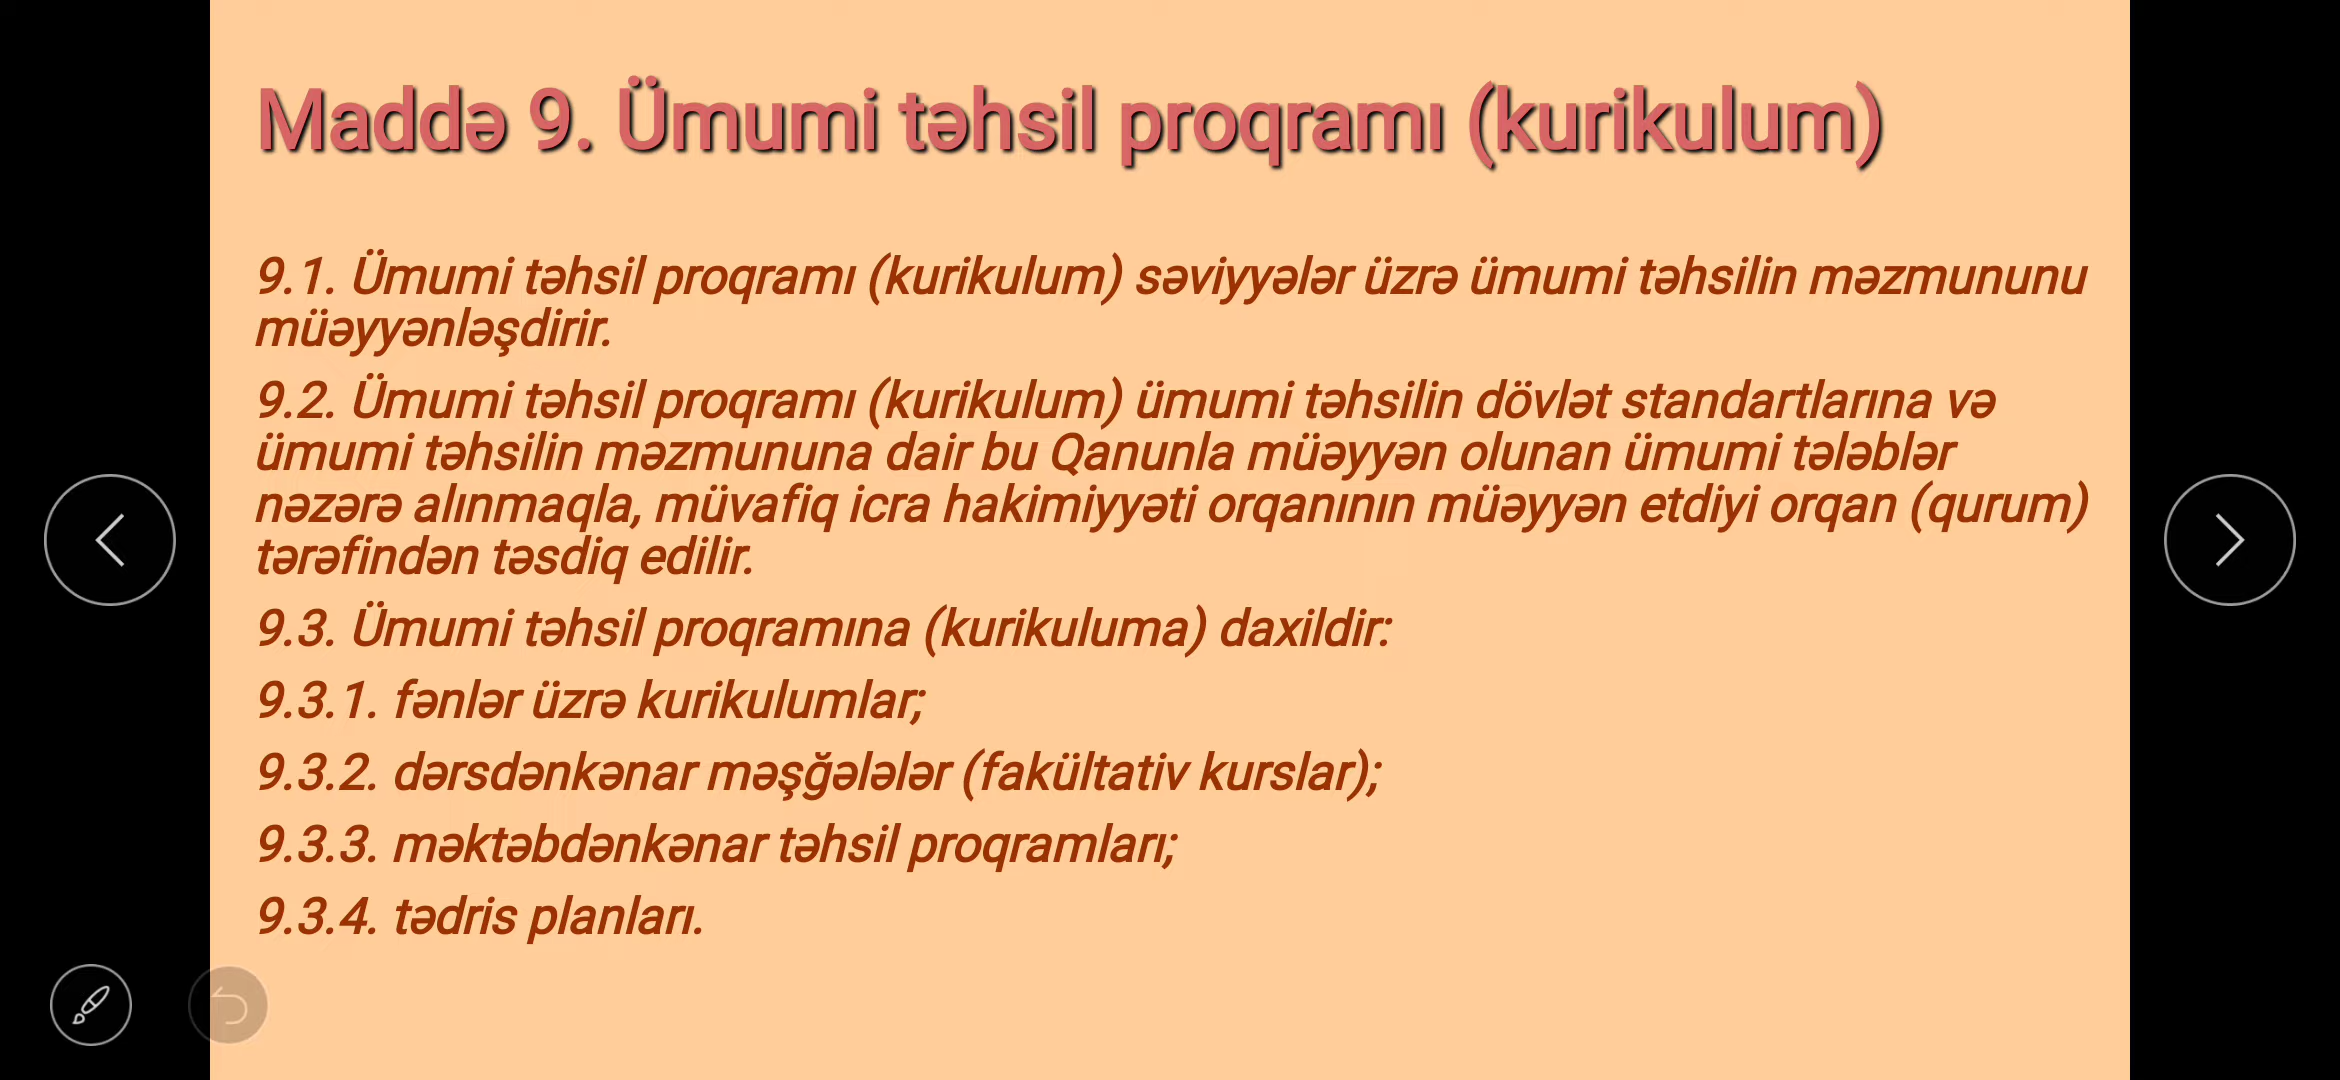 Maddə 9. Ümumi təhsil proqramı (kurikulum)
9.1. Ümumi təhsil proqramı (kurikulum) səviyyələr üzrə ümumi təhsilin məzmununu
müəyyənləşdirir.
9.2. Ümumi təhsil proqramı (kurikulum) ümumi təhsilin dövlət standartlarına və
ümumi təhsilin məzmununa dair bu Qanunla müəyyən olunan ümumi tələblər
nəzərə alınmaqla, müvafiq icra hakimiyyəti orqanının müəyyən etdiyi orqan (qurum)
tərəfindən təsdiq edilir.
9.3. Ümumi təhsil proqramına (kurikuluma) daxildir:
9.3.1. fənlər üzrə kurikulumlar;
9.3.2. dərsdənkənar məşğələlər (fakültativ kurslar);
9.3.3. məktəbdənkənar təhsil proqramları;
9.3.4. tədris planları.